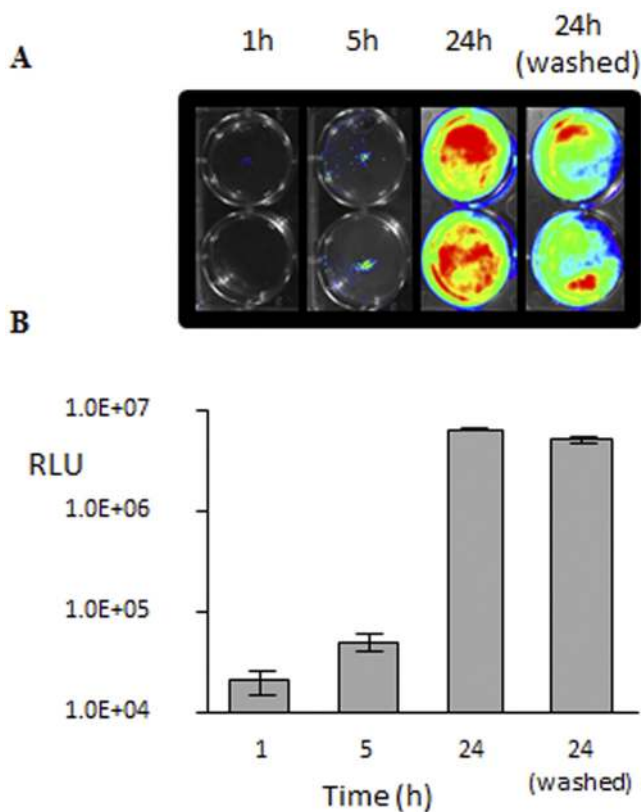 A
1h 5h 24h 24h
(washed)
B
1.0E+07
RLU
1.0E+06
1.0E+05
1.0E+04
1 5 24 24
(washed)
Time (h)